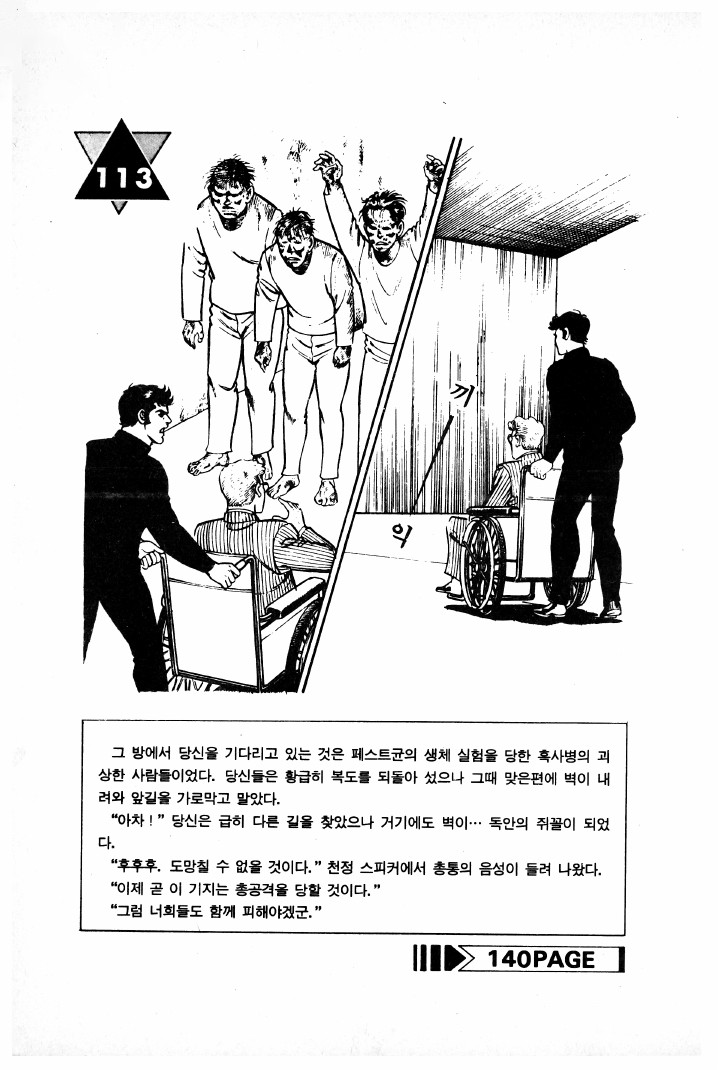 113
끼
익
그 방에서 당신을 기다리고 있는 것은 페스트균의 생체 실험을 당한 흑사병의 괴
상한 사람들이었다. 당신들은 황급히 복도를 되돌아 섰으나 그때 맞은편에 벽이 내
려와 앞길을 가로막고 말았다.
“아차!” 당신은 급히 다른 길을 찾았으나 거기에도 벽이… 독안의 쥐꼴이 되었
다.
“후후후. 도망칠 수 없을 것이다.” 천정 스피커에서 총통의 음성이 들려 나왔다.
“이제 곧 이 기지는 총공격을 당할 것이다.”
“그럼 너희들도 함께 피해야겠군.”
140PAGE